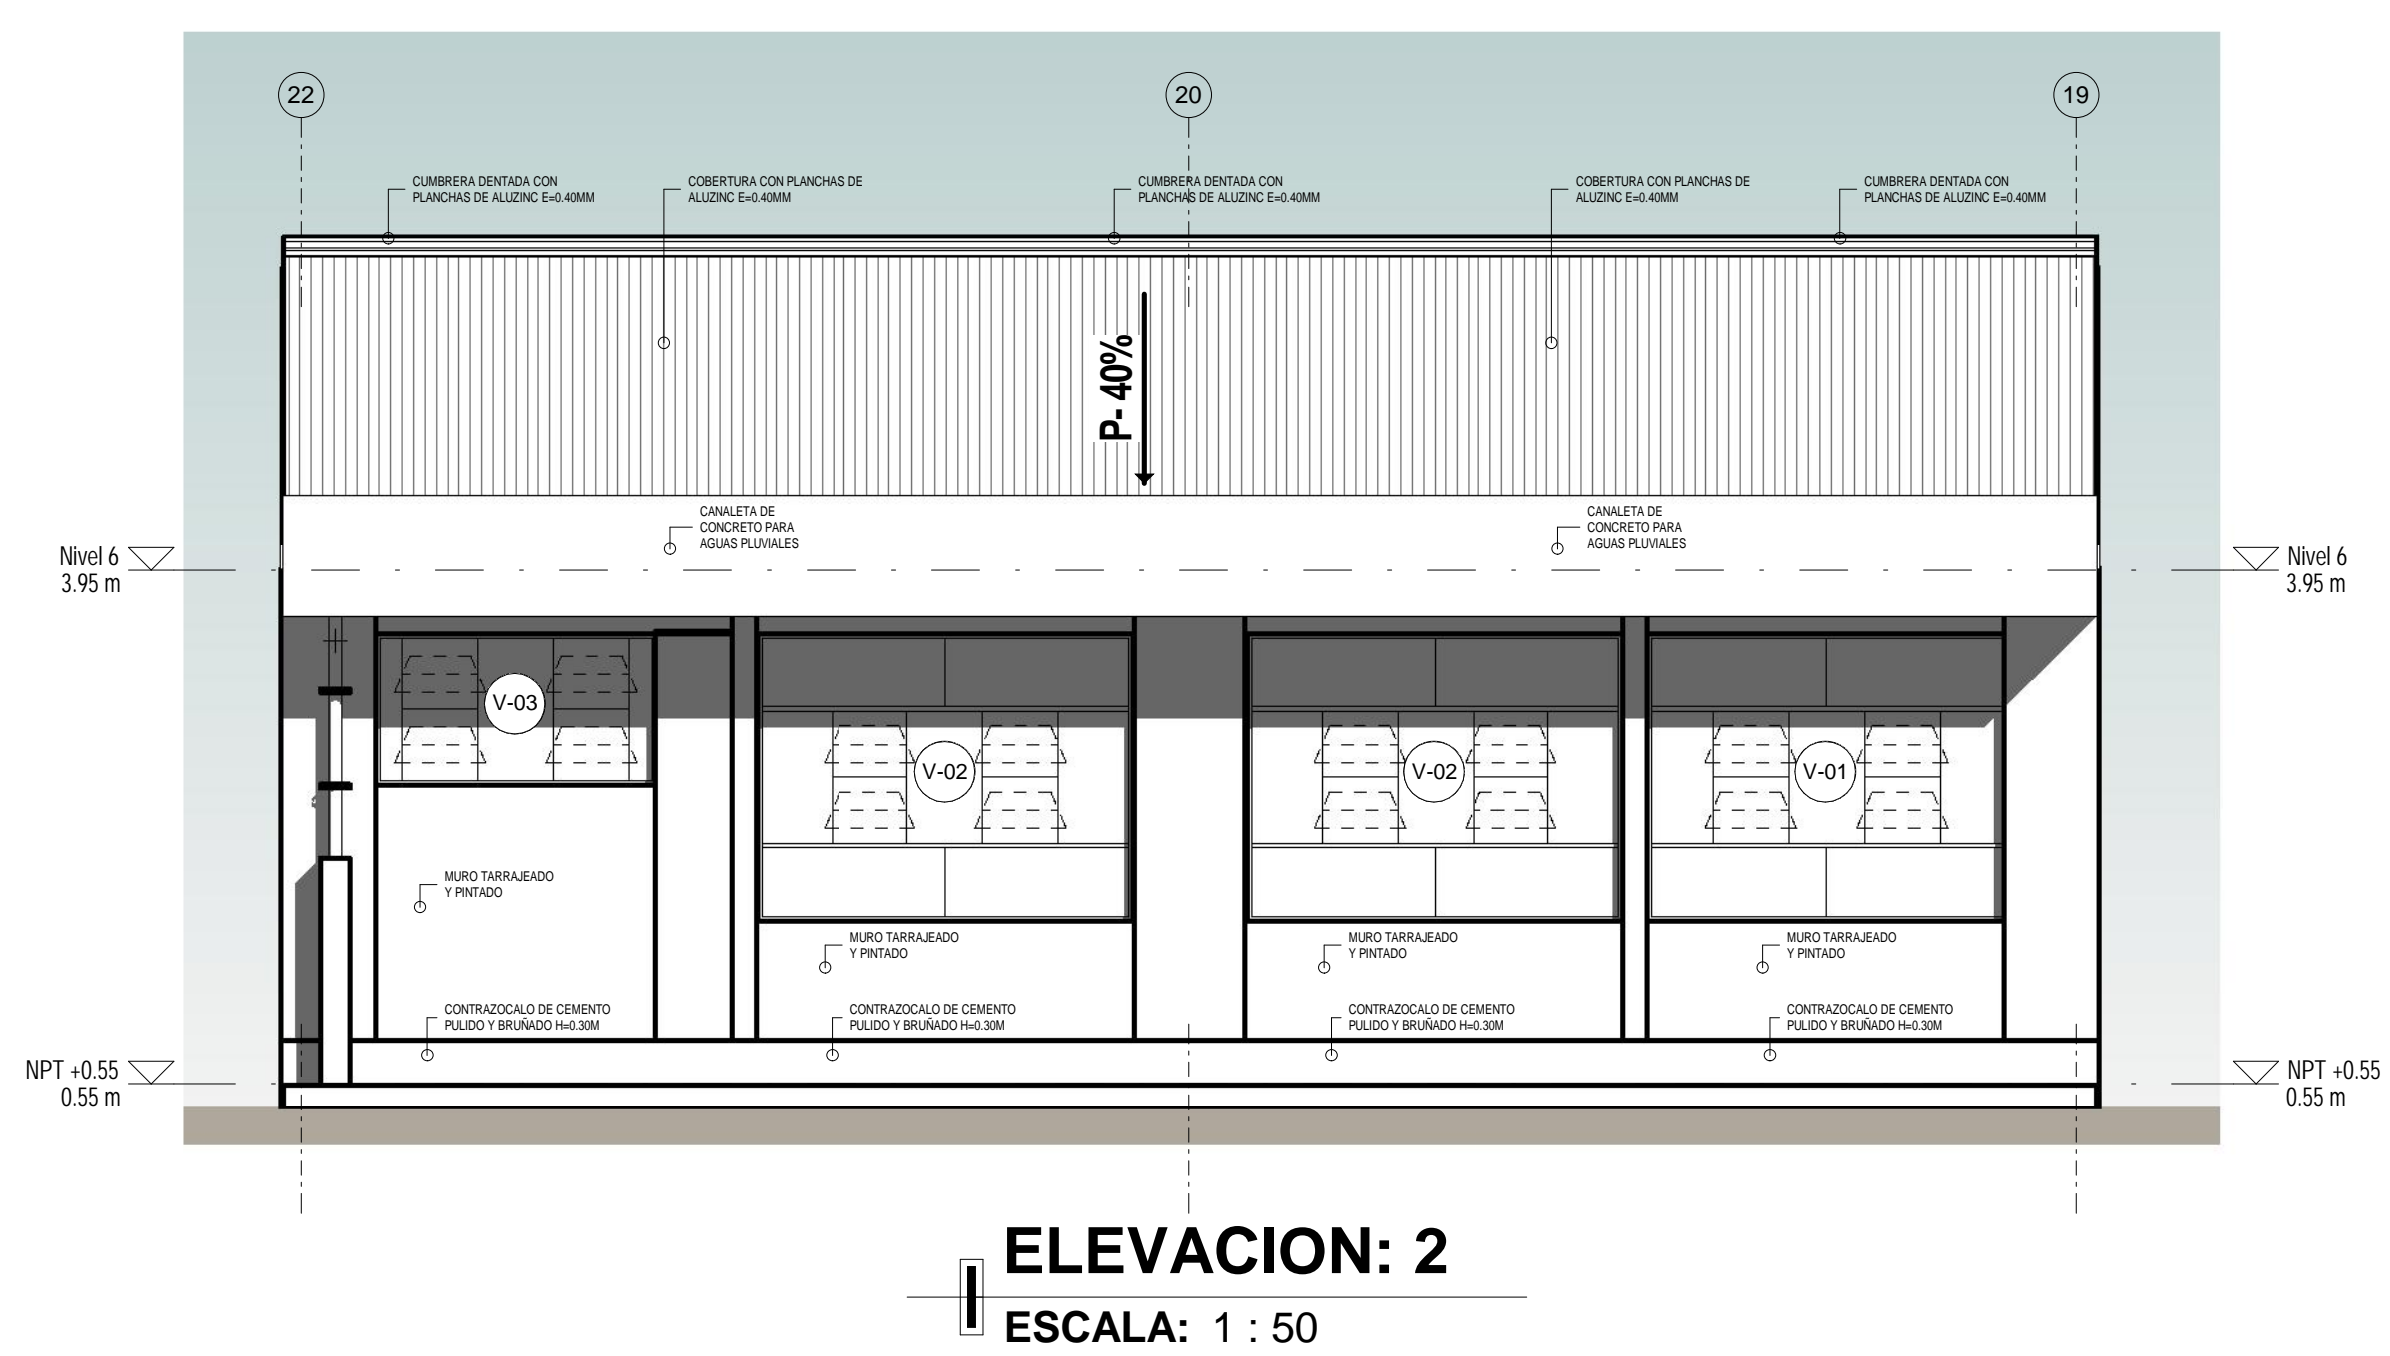 22
20
19
CUMBRERA DENTADA CON
PLANCHAS DE ALUZINC E=0.40MM
COBERTURA CON PLANCHAS DE
ALUZINC E=0.40MM
CUMBRERA DENTADA CON
PLANCHAS DE ALUZINC E=0.40MM
COBERTURA CON PLANCHAS DE
ALUZINC E=0.40MM
CUMBRERA DENTADA CON
PLANCHAS DE ALUZINC E=0.40MM
P- 40%
CANALETA DE
CONCRETO PARA
AGUAS PLUVIALES
CANALETA DE
CONCRETO PARA
AGUAS PLUVIALES
Nivel 6
3.95 m
Nivel 6
3.95 m
V-03
V-02
V-02
V-01
MURO TARRAJEADO
Y PINTADO
MURO TARRAJEADO
Y PINTADO
MURO TARRAJEADO
Y PINTADO
MURO TARRAJEADO
Y PINTADO
CONTRAZOCALO DE CEMENTO
PULIDO Y BRUÑADO H=0.30M
CONTRAZOCALO DE CEMENTO
PULIDO Y BRUÑADO H=0.30M
CONTRAZOCALO DE CEMENTO
PULIDO Y BRUÑADO H=0.30M
CONTRAZOCALO DE CEMENTO
PULIDO Y BRUÑADO H=0.30M
NPT +0.55
0.55 m
NPT +0.55
0.55 m
ELEVACION: 2
ESCALA: 1 : 50